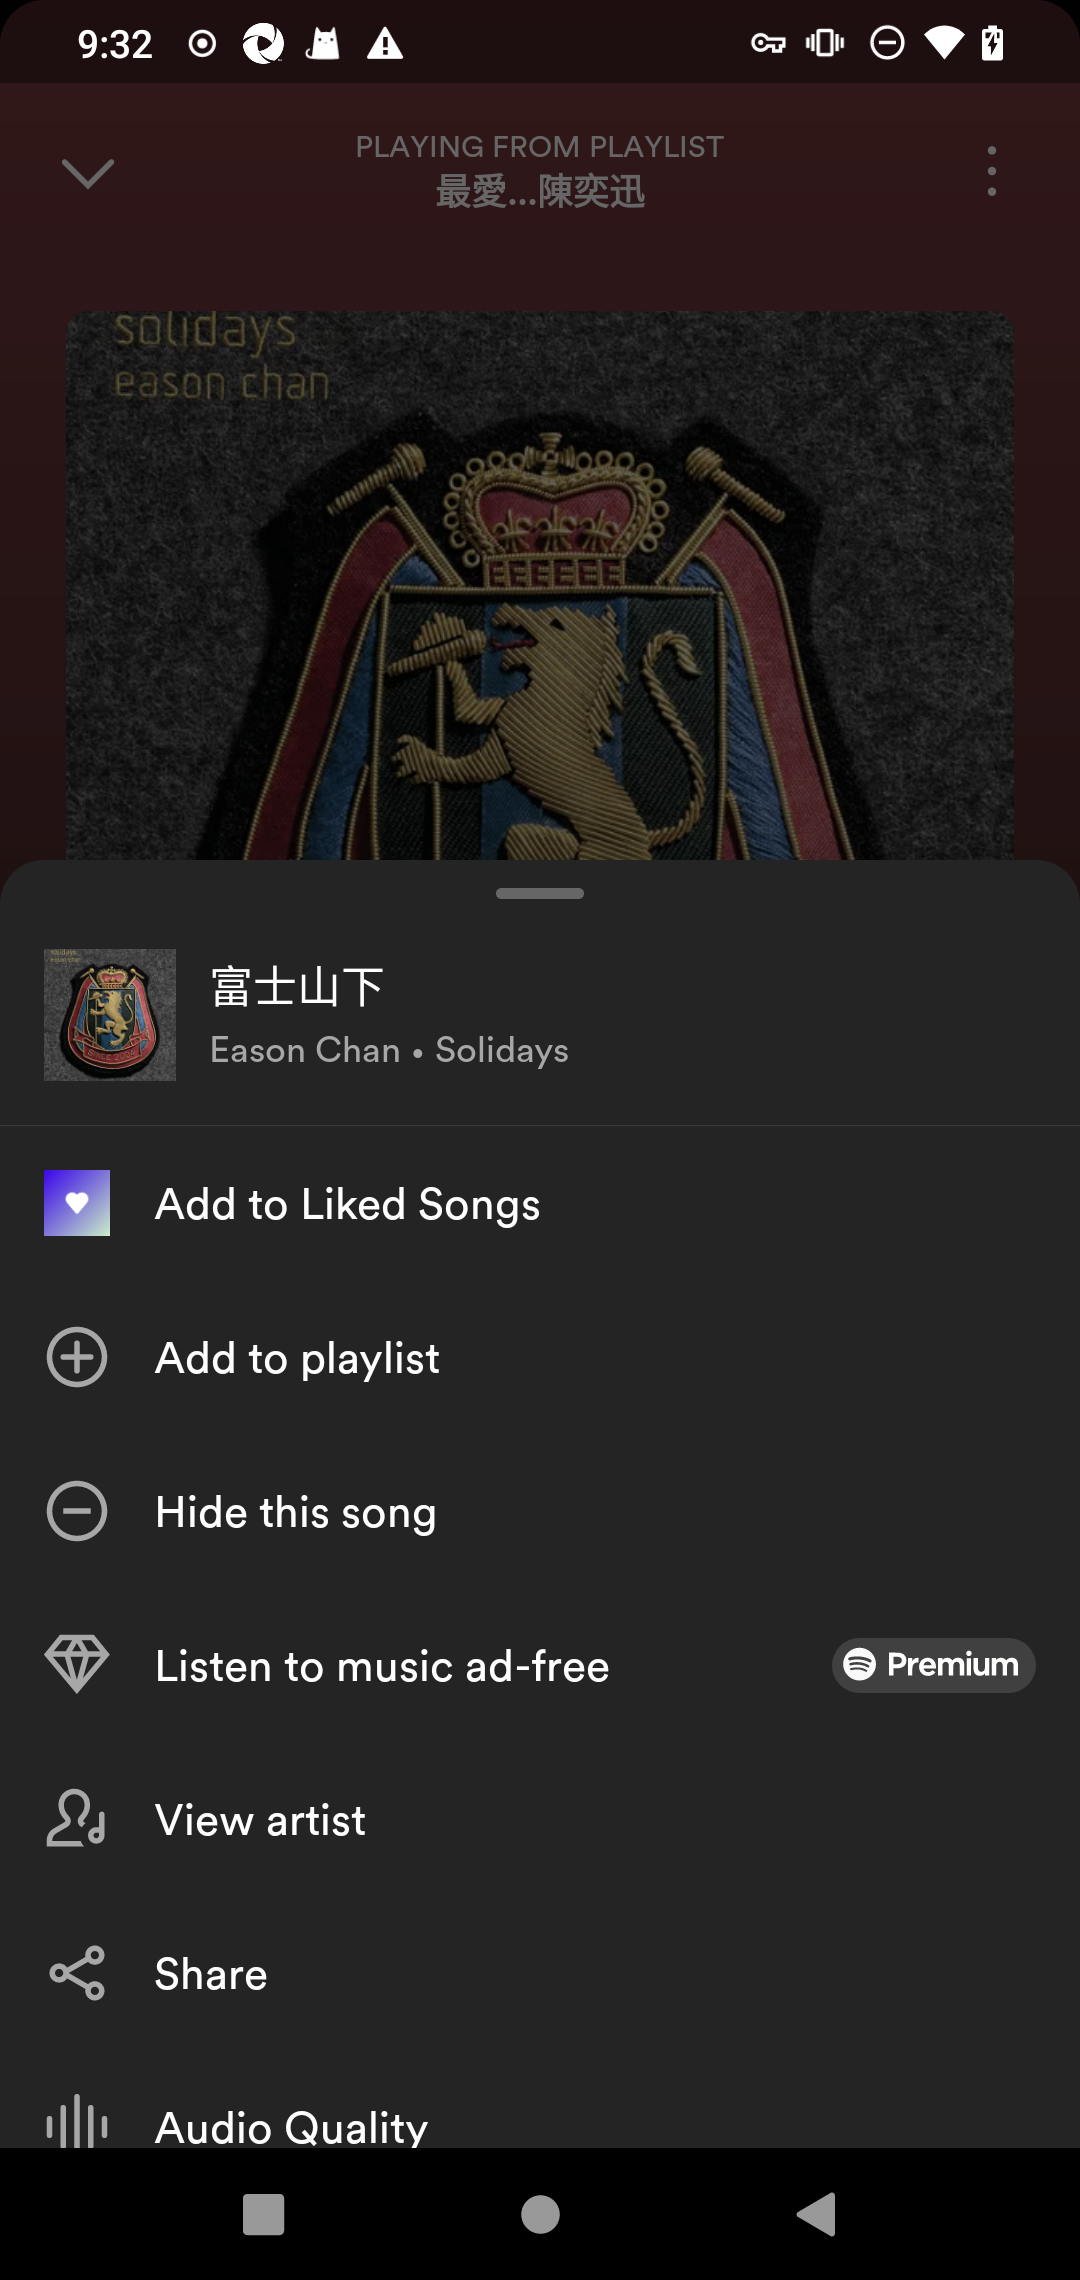 9:32
PLAYING FROM PLAYLIST
最愛...陳奕迅
solidays
eason chan
富士山下
Eason Chan • Solidays
Add to Liked Songs
Add to playlist
Hide this song
Listen to music ad-free
Premium
View artist
Share
Audio Quality